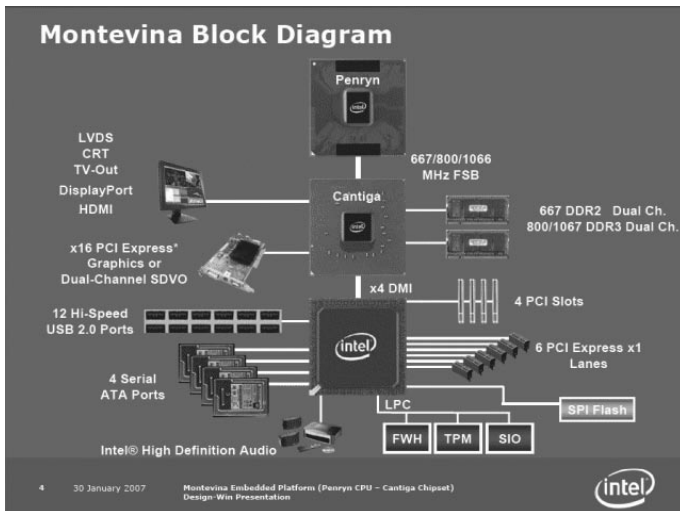 Montevina Block Diagram
Penryn
LVDS
CRT
TV-Out
DisplayPort
HDMI
667/800/1066
MHz FSB
Cantiga
667 DDR2 Dual Ch.
800/1067 DDR3 Dual Ch.
x16 PCI Express*
Graphics or
Dual-Channel SDVO
x4 DMI
12 Hi-Speed
USB 2.0 Ports
4 PCI Slots
intel
6 PCI Express x1
Lanes
4 Serial
ATA Ports
LPC
SPI Flash
FWH
TPM
SIO
Intel® High Definition Audio
4
30 January 2007
Montevina Embedded Platform (Penryn CPU – Cantiga Chipset)
Design-Win Presentation
intel